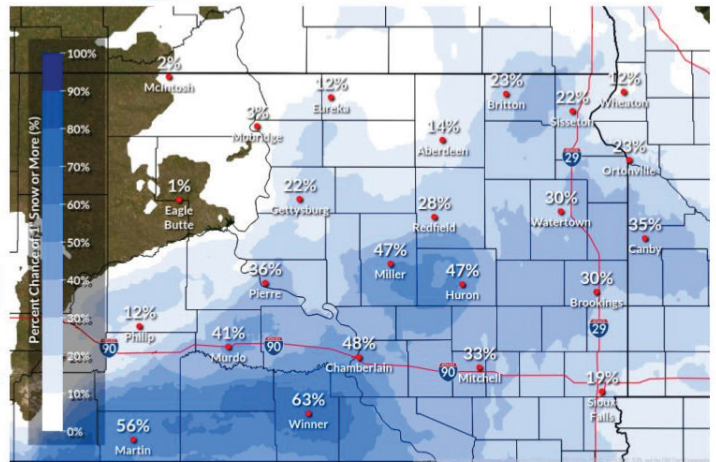 Percent Chance of 1" Snow or More (%)
100%
90%
80%
70%
60%
50%
40%
30%
20%
10%
0%
2%
McIntosh
12%
Eureka
23%
Britton
22%
Sisseton
12%
Wheaton
3%
Mobridge
14%
Aberdeen
29
23%
Ortonville
1%
Eagle
Butte
22%
Gettysburg
28%
Redfield
30%
Watertown
35%
Canby
36%
Pierre
47%
Miller
47%
Huron
30%
Brookings
12%
Philip
29
90
41%
Murdo
90
48%
Chamberlain
90
33%
Mitchell
19%
Sioux
Falls
56%
Martin
63%
Winner